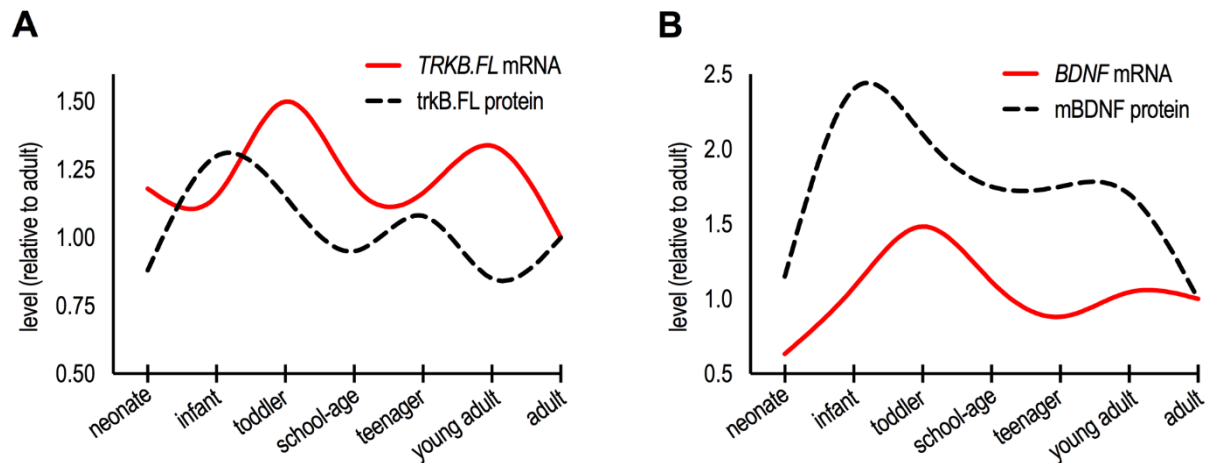 A
TRKB.FL mRNA
trkB.FL protein
level (relative to adult)
1.50
1.25
1.00
0.75
0.50
neonate
infant
toddler
school-age
teenager
young adult
adult
B
BDNF mRNA
mBDNF protein
level (relative to adult)
2.5
2.0
1.5
1.0
0.5
neonate
infant
toddler
school-age
teenager
young adult
adult